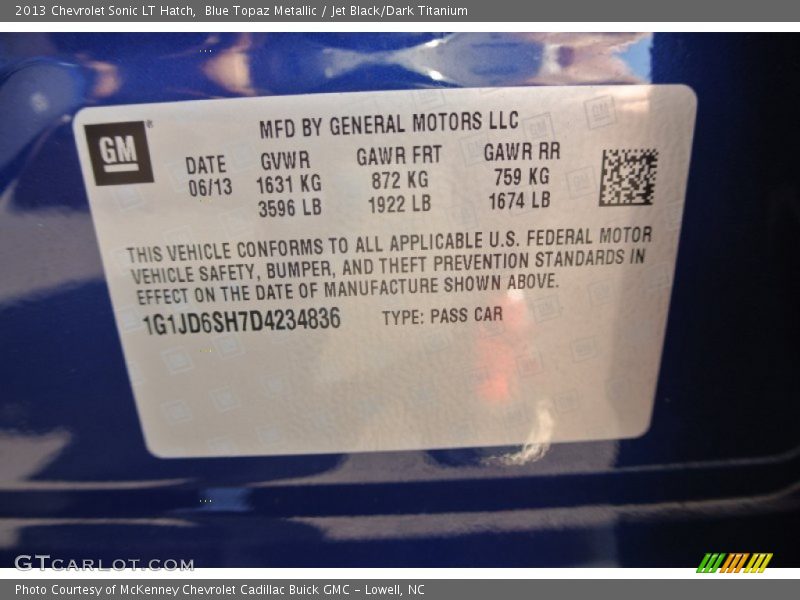 2013 Chevrolet Sonic LT Hatch,  Blue Topaz Metallic / Jet Black/Dark Titanium
GM
MFD BY GENERAL MOTORS LLC
DATE GVWR GAWR FRT GAWR RR
06/13 1631 KG 872 KG 759 KG
3596 LB 1922 LB 1674 LB
THIS VEHICLE CONFORMS TO ALL APPLICABLE U.S. FEDERAL MOTOR
VEHICLE SAFETY, BUMPER, AND THEFT PREVENTION STANDARDS IN
EFFECT ON THE DATE OF MANUFACTURE SHOWN ABOVE.
1G1JD6SH7D4234836 TYPE: PASS CAR
GTCARLOT.COM
Photo Courtesy of McKenney Chevrolet Cadillac Buick GMC - Lowell, NC